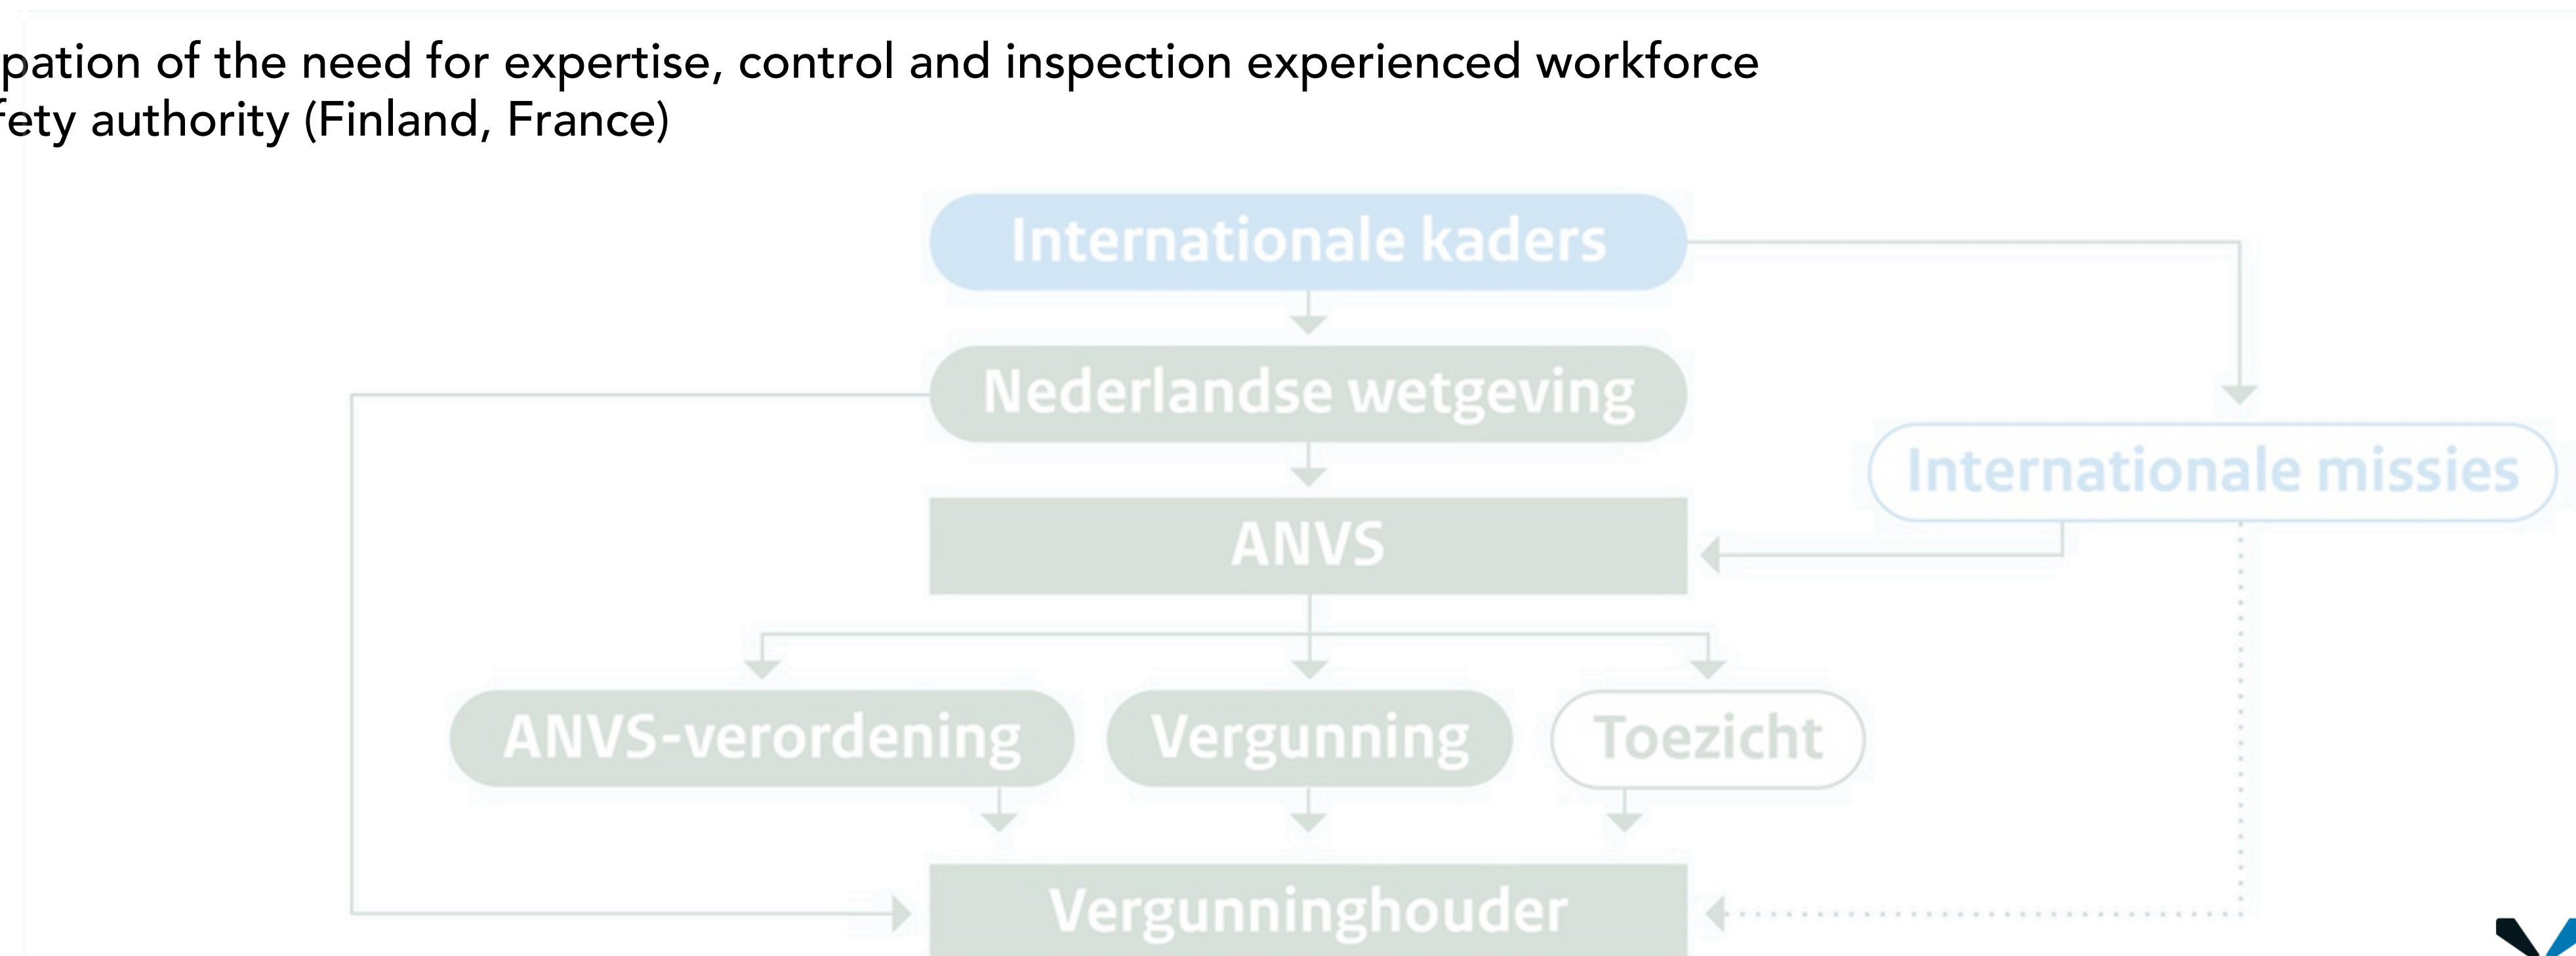 pation of the need for expertise, control and inspection experienced workforce
fety authority (Finland, France)
Internationale kaders
Nederlandse wetgeving
Internationale missies
ANVS
ANVS-verordening
Vergunning
Toezicht
Vergunninghouder